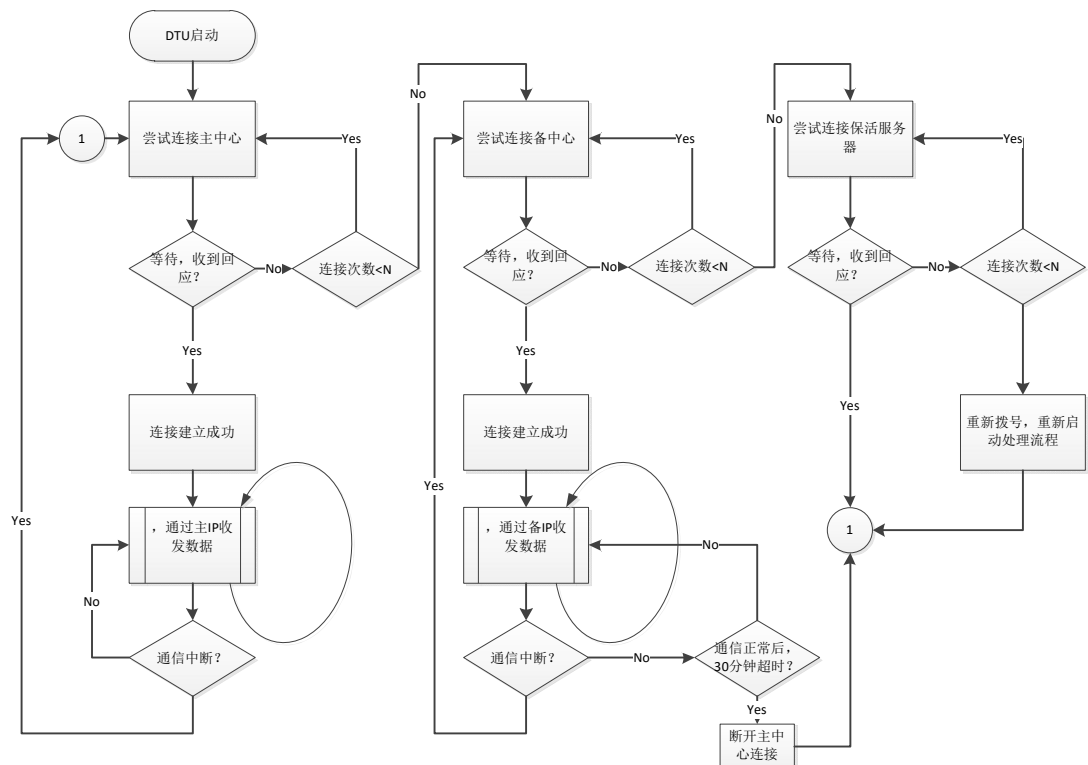 DTU启动
尝试连接主中心
1
Yes
等待，收到回
应？
No
连接次数<N
No
Yes
连接建立成功
，通过主IP收
发数据
No
通信中断？
Yes
尝试连接备中心
Yes
等待，收到回
应？
No
连接次数<N
No
Yes
连接建立成功
，通过备IP收
发数据
No
通信中断？
No
通信正常后，
30分钟超时？
Yes
断开主中
心连接
Yes
尝试连接保活服务
器
Yes
等待，收到回
应？
No
连接次数<N
Yes
重新拨号，重新启
动处理流程
1